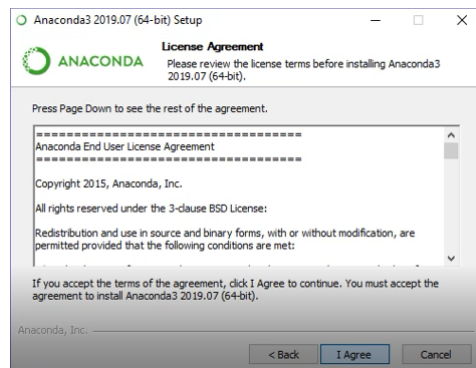 Anaconda3 2019.07 (64-bit) Setup
ANACONDA
License Agreement
Please review the license terms before installing Anaconda3
2019.07 (64-bit).
Press Page Down to see the rest of the agreement.
===================================
Anaconda End User License Agreement
===================================
Copyright 2015, Anaconda, Inc.
All rights reserved under the 3-clause BSD License:
Redistribution and use in source and binary forms, with or without modification, are
permitted provided that the following conditions are met:
If you accept the terms of the agreement, click I Agree to continue. You must accept the
agreement to install Anaconda3 2019.07 (64-bit).
Anaconda, Inc.
< Back
I Agree
Cancel